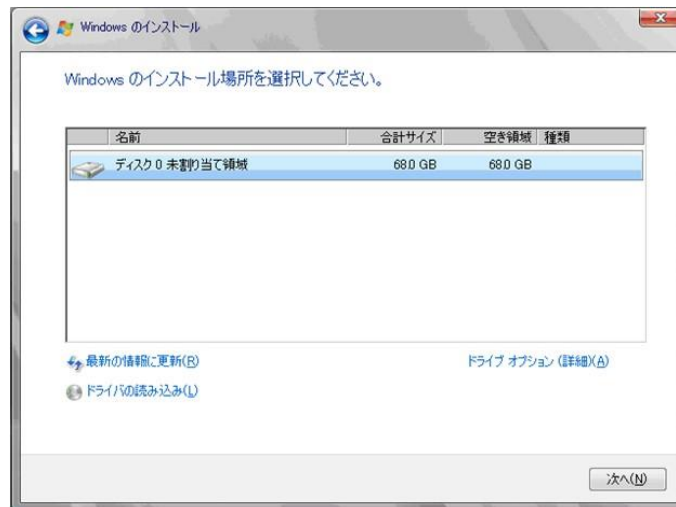 Windows のインストール
Windows のインストール場所を選択してください。
名前 合計サイズ 空き領域 種類
ディスク 0 未割り当て領域 68.0 GB 68.0 GB
最新の情報に更新(R) ドライブ オプション (詳細)(A)
ドライバの読み込み(L)
次へ(N)